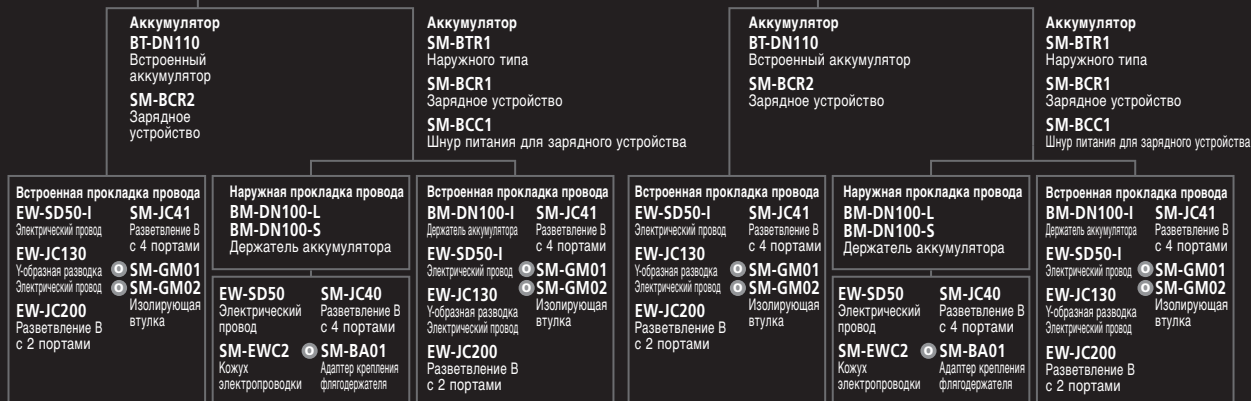 Аккумулятор
BT-DN110
Встроенный
аккумулятор
SM-BCR2
Зарядное
устройство
Аккумулятор
SM-BTR1
Наружного типа
SM-BCR1
Зарядное устройство
SM-BCC1
Шнур питания для зарядного устройства
Аккумулятор
BT-DN110
Встроенный аккумулятор
SM-BCR2
Зарядное устройство
Аккумулятор
SM-BTR1
Наружного типа
SM-BCR1
Зарядное устройство
SM-BCC1
Шнур питания для зарядного устройства
Встроенная прокладка провода
EW-SD50-I
Электрический провод
EW-JC130
Y-образная разводка
Электрический провод
EW-JC200
Разветвление B
с 2 портами
SM-JC41
Разветвление B
с 4 портами
O SM-GM01
O SM-GM02
Изолирующая
втулка
Наружная прокладка провода
BM-DN100-L
BM-DN100-S
Держатель аккумулятора
EW-SD50
Электрический
провод
SM-EWC2
Кожух
электропроводки
SM-JC40
Разветвление B
с 4 портами
O SM-BA01
Адаптер крепления
флягодержателя
Встроенная прокладка провода
BM-DN100-I
Держатель аккумулятора
EW-SD50-I
Электрический провод
EW-JC130
Y-образная разводка
Электрический провод
EW-JC200
Разветвление B
с 2 портами
SM-JC41
Разветвление B
с 4 портами
O SM-GM01
O SM-GM02
Изолирующая
втулка
Встроенная прокладка провода
EW-SD50-I
Электрический провод
EW-JC130
Y-образная разводка
Электрический провод
EW-JC200
Разветвление B
с 2 портами
SM-JC41
Разветвление B
с 4 портами
O SM-GM01
O SM-GM02
Изолирующая
втулка
Наружная прокладка провода
BM-DN100-L
BM-DN100-S
Держатель аккумулятора
EW-SD50
Электрический
провод
SM-EWC2
Кожух
электропроводки
SM-JC40
Разветвление B
с 4 портами
O SM-BA01
Адаптер крепления
флягодержателя
Встроенная прокладка провода
BM-DN100-I
Держатель аккумулятора
EW-SD50-I
Электрический провод
EW-JC130
Y-образная разводка
Электрический провод
EW-JC200
Разветвление B
с 2 портами
SM-JC41
Разветвление B
с 4 портами
O SM-GM01
O SM-GM02
Изолирующая
втулка